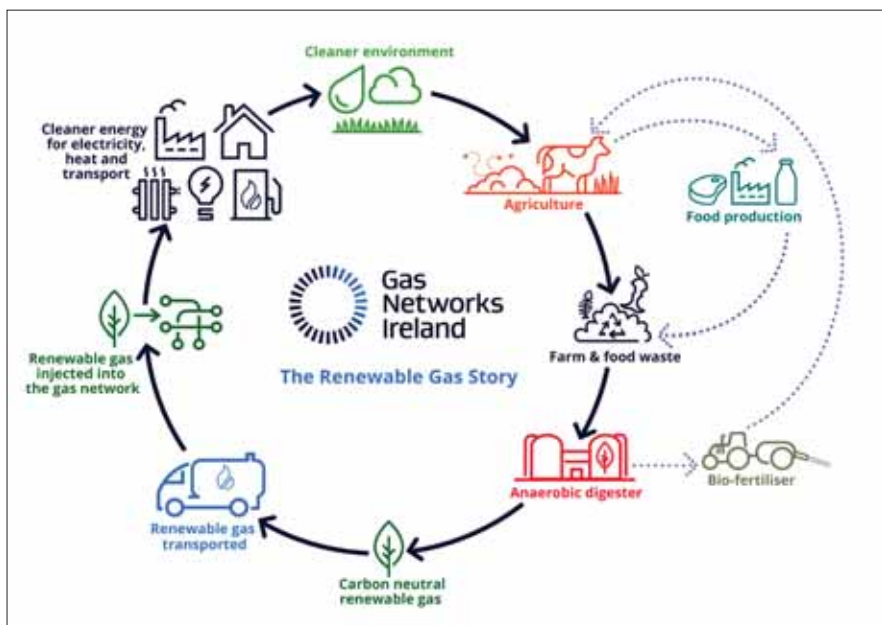 Cleaner environment
Cleaner energy
for electricity,
heat and
transport
Agriculture
Food production
Gas
Networks
Ireland
The Renewable Gas Story
Farm & food waste
Renewable gas
injected into
the gas network
Anaerobic digester
Bio-fertiliser
Renewable gas
transported
Carbon neutral
renewable gas